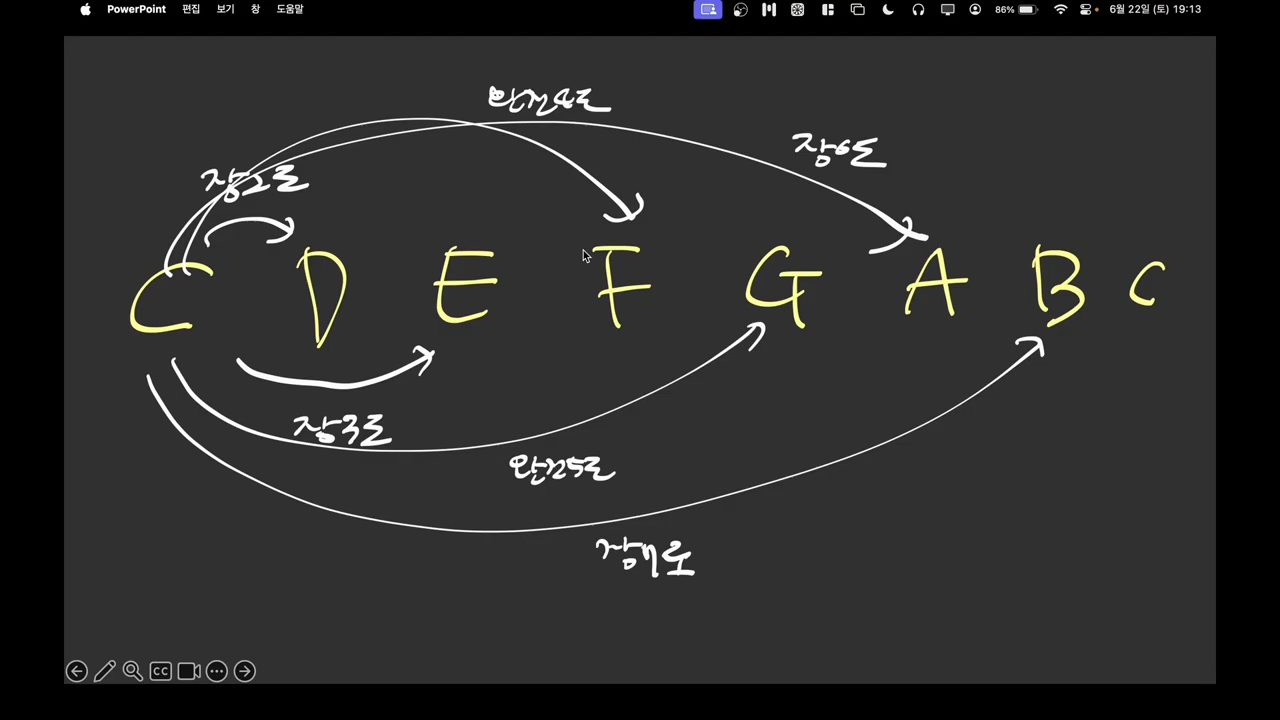 PowerPoint 편집 보기 창 도움말 86% 6월 22일 (토) 19:13
완전4도
장6도
장2도
C D E F G A B C
장3도
완전5도
장7도
CC